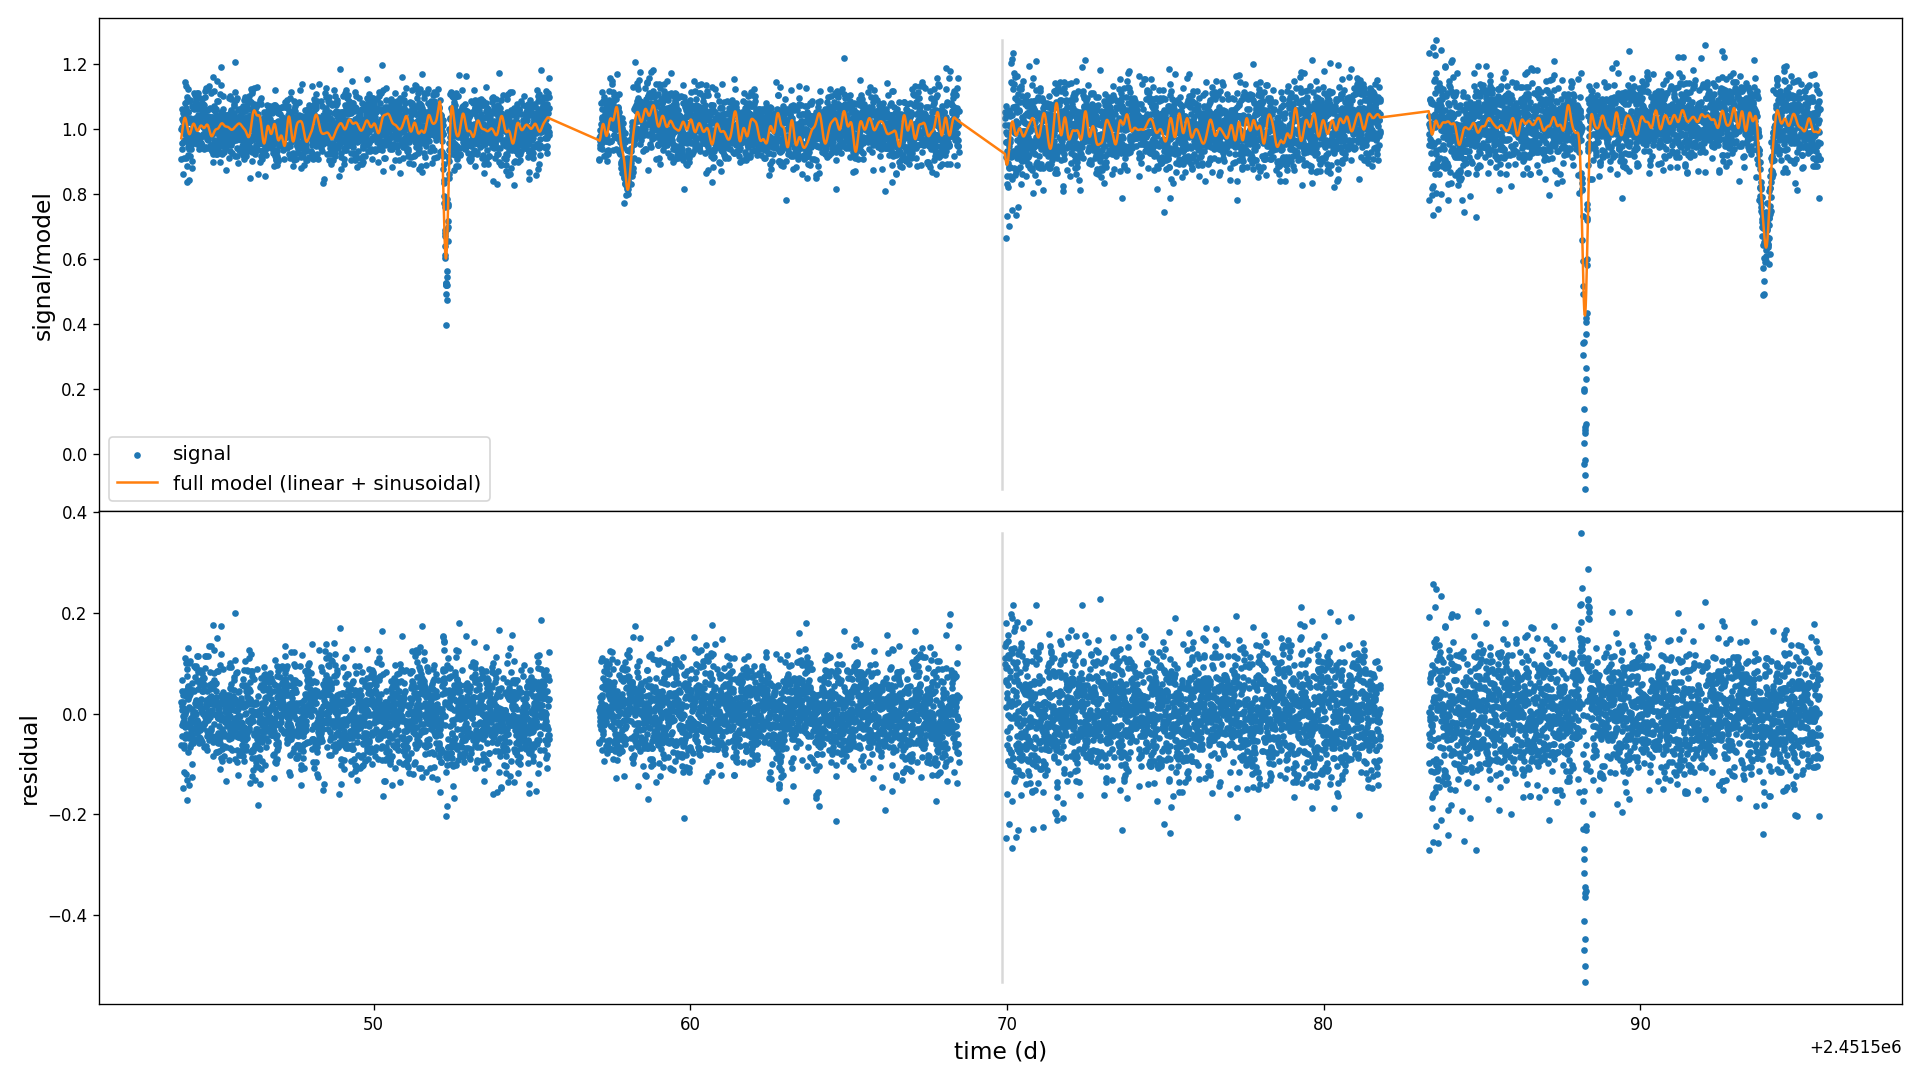 1.2
1.0
0.8
0.6
0.4
0.2
0.0
signal/model
signal
full model (linear + sinusoidal)
0.4
0.2
0.0
−0.2
−0.4
residual
50
60
70
80
90
time (d)
+2.4515e6